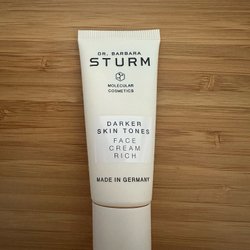 DR. BARBARA
STURM
MOLECULAR
COSMETICS
DARKER
SKIN TONES
FACE
CREAM
RICH
MADE IN GERMANY